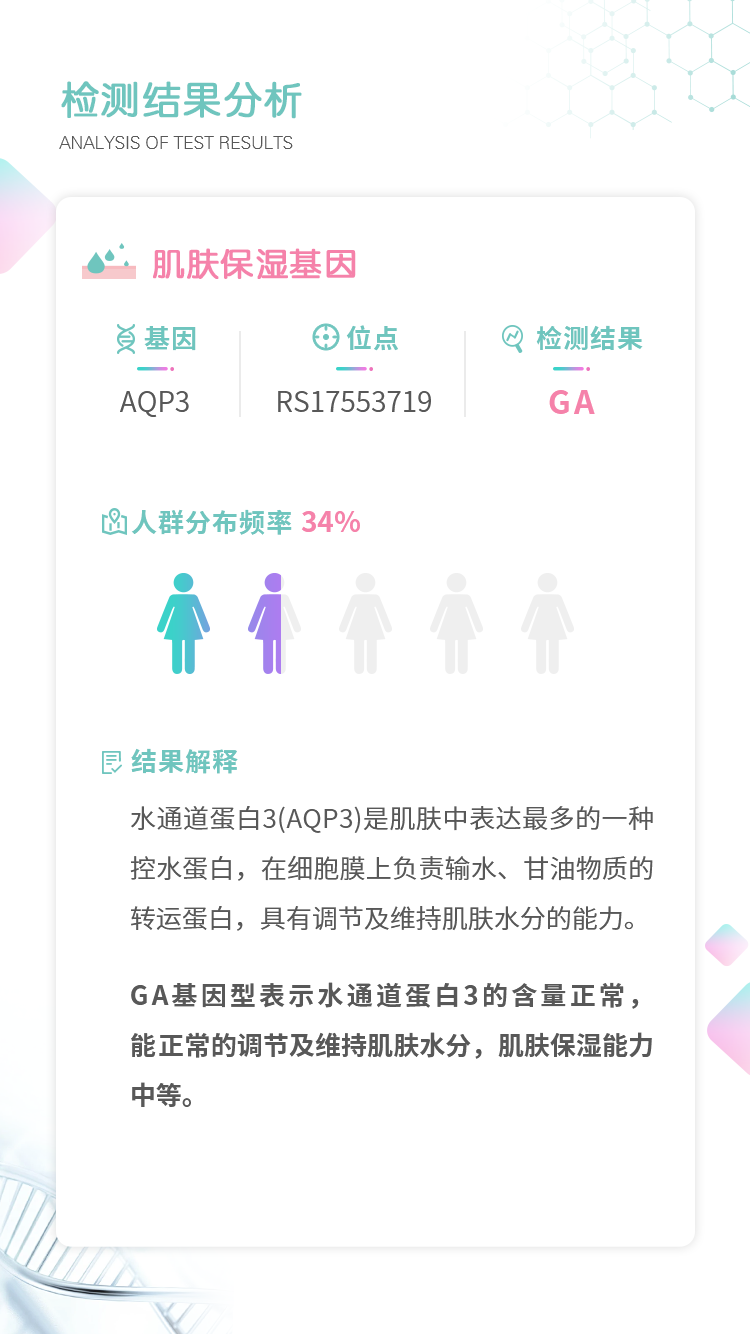 检测结果分析
ANALYSIS OF TEST RESULTS
肌肤保湿基因
基因
位点
检测结果
AQP3
RS17553719
GA
人群分布频率 34%
结果解释
水通道蛋白3(AQP3)是肌肤中表达最多的一种
控水蛋白，在细胞膜上负责输水、甘油物质的
转运蛋白，具有调节及维持肌肤水分的能力。
GA基因型表示水通道蛋白3的含量正常，
能正常的调节及维持肌肤水分，肌肤保湿能力
中等。